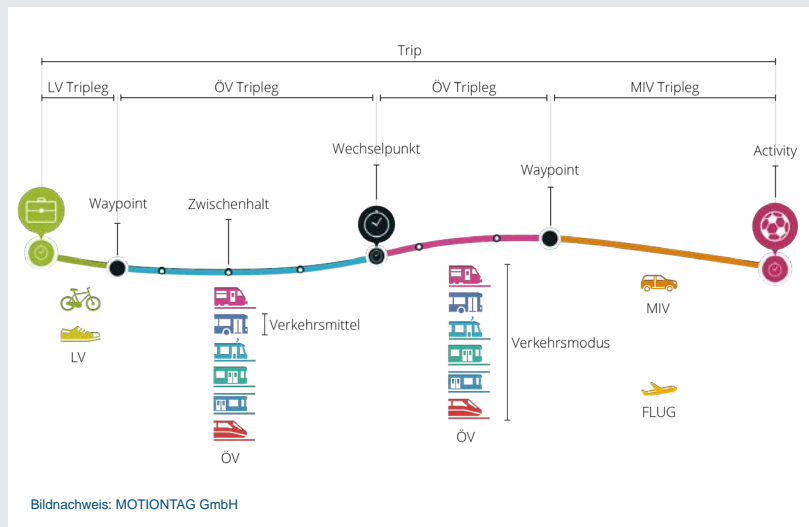 Trip
LV Tripleg
ÖV Tripleg
ÖV Tripleg
MIV Tripleg
Wechselpunkt
Activity
Waypoint
Waypoint
Zwischenhalt
MIV
Verkehrsmittel
Verkehrsmodus
LV
FLUG
ÖV
ÖV
Bildnachweis: MOTIONTAG GmbH